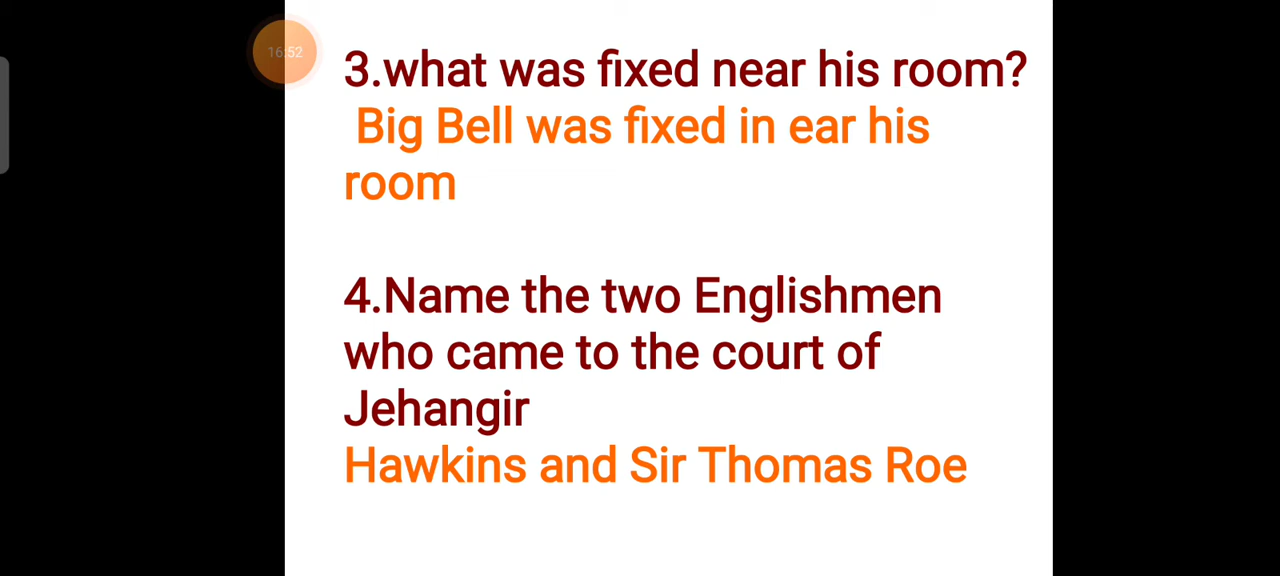 16:52
3.what was fixed near his room?
Big Bell was fixed in ear his
room
4.Name the two Englishmen
who came to the court of
Jehangir
Hawkins and Sir Thomas Roe